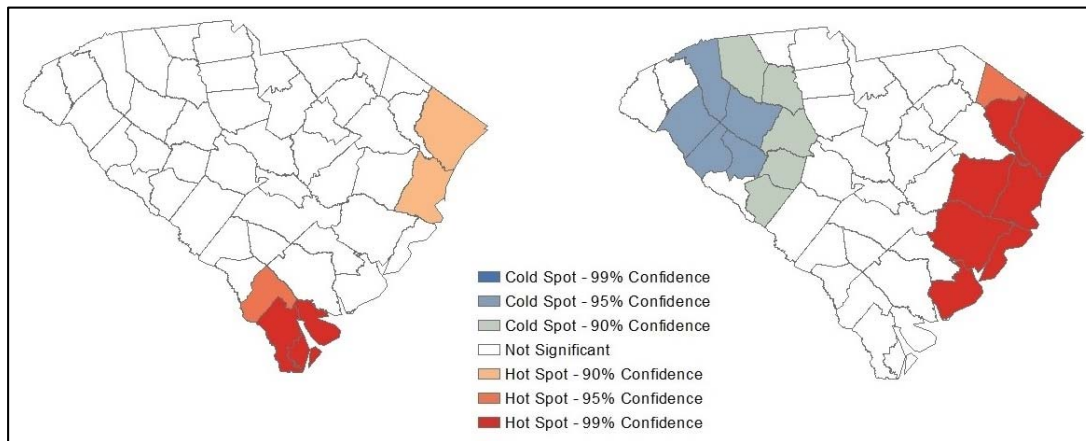 Cold Spot - 99% Confidence
Cold Spot - 95% Confidence
Cold Spot - 90% Confidence
Not Significant
Hot Spot - 90% Confidence
Hot Spot - 95% Confidence
Hot Spot - 99% Confidence